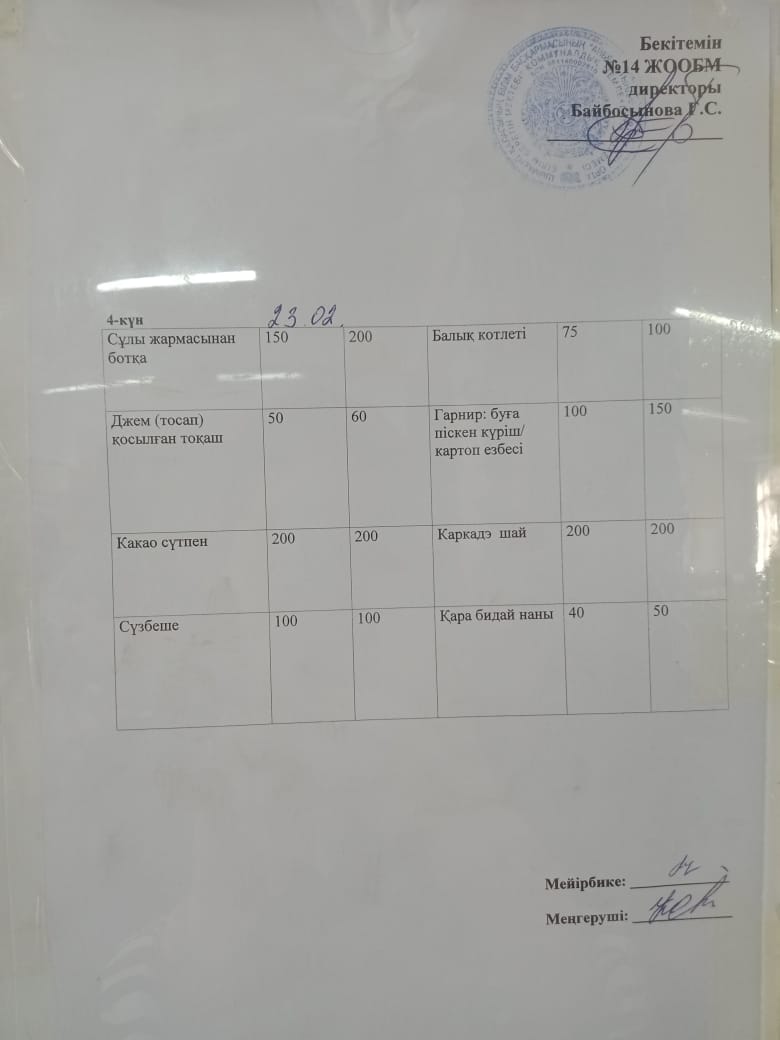 Бекітемін
№14 ЖООБМ
директоры
Байбосынова Г.С.
4-күн 23.02.
Сұлы жармасынан 150 200 Балық котлеті 75 100
ботқа
Джем (тосап) 50 60 Гарнир: буға 100 150
қосылған тоқаш піскен күріш/
картоп езбесі
Какао сүтпен 200 200 Каркадэ шай 200 200
Сүзбеше 100 100 Қара бидай наны 40 50
Мейірбике:
Меңгеруші: